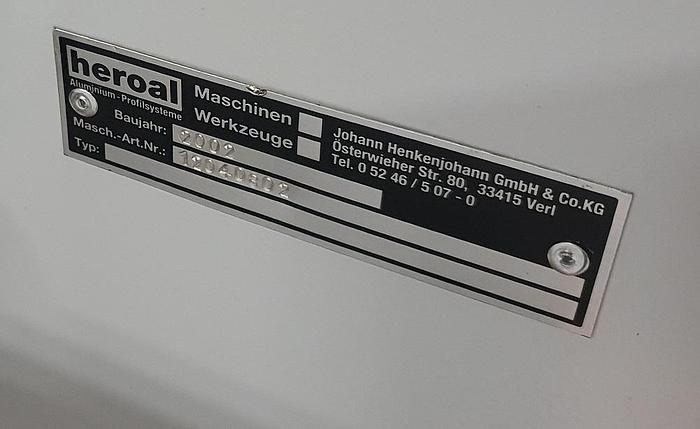 heroal
Aluminium-Profilsysteme
Maschinen
Werkzeuge
Johann Henkenjohann GmbH & Co.KG
Österwieher Str. 80, 33415 Verl
Tel. 0 52 46 / 5 07 - 0
Baujahr: 2002
Masch.-Art.Nr.: 12040802
Typ: